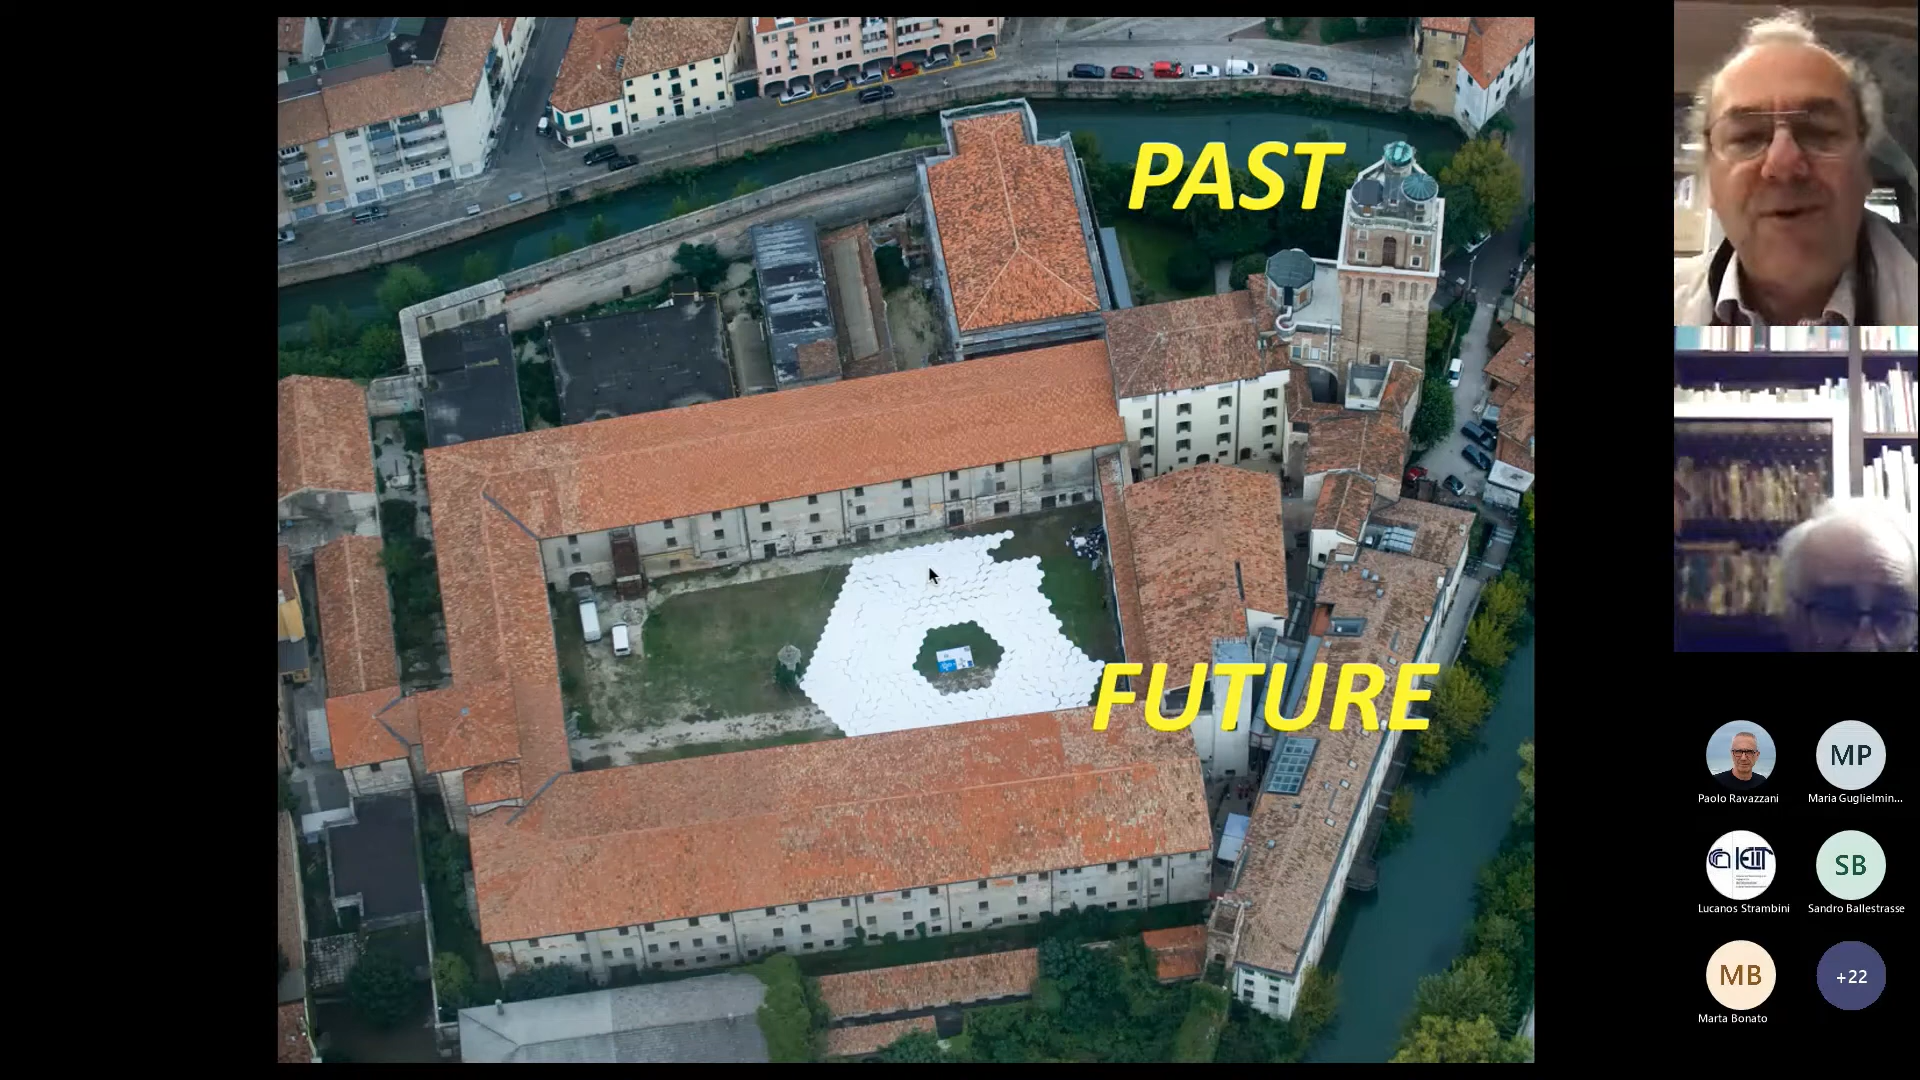 PAST
FUTURE
Paolo Ravazzani
MP
Maria Guglielmin...
Lucanos Strambini
SB
Sandro Ballestrasse
MB
Marta Bonato
+22